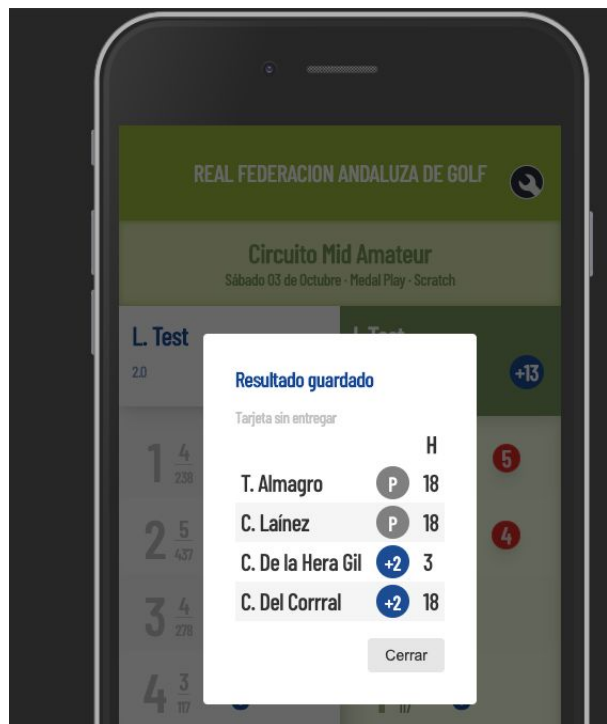 REAL FEDERACION ANDALUZA DE GOLF
Circuito Mid Amateur
Sábado 03 de Octubre - Medal Play - Scratch
L. Test
2.0
+13
Resultado guardado
Tarjeta sin entregar
H
T. Almagro P 18
C. Laínez P 18
C. De la Hera Gil +2 3
C. Del Corrral +2 18
Cerrar
1 4 238 5
2 5 437 4
3 4 278
4 3 117